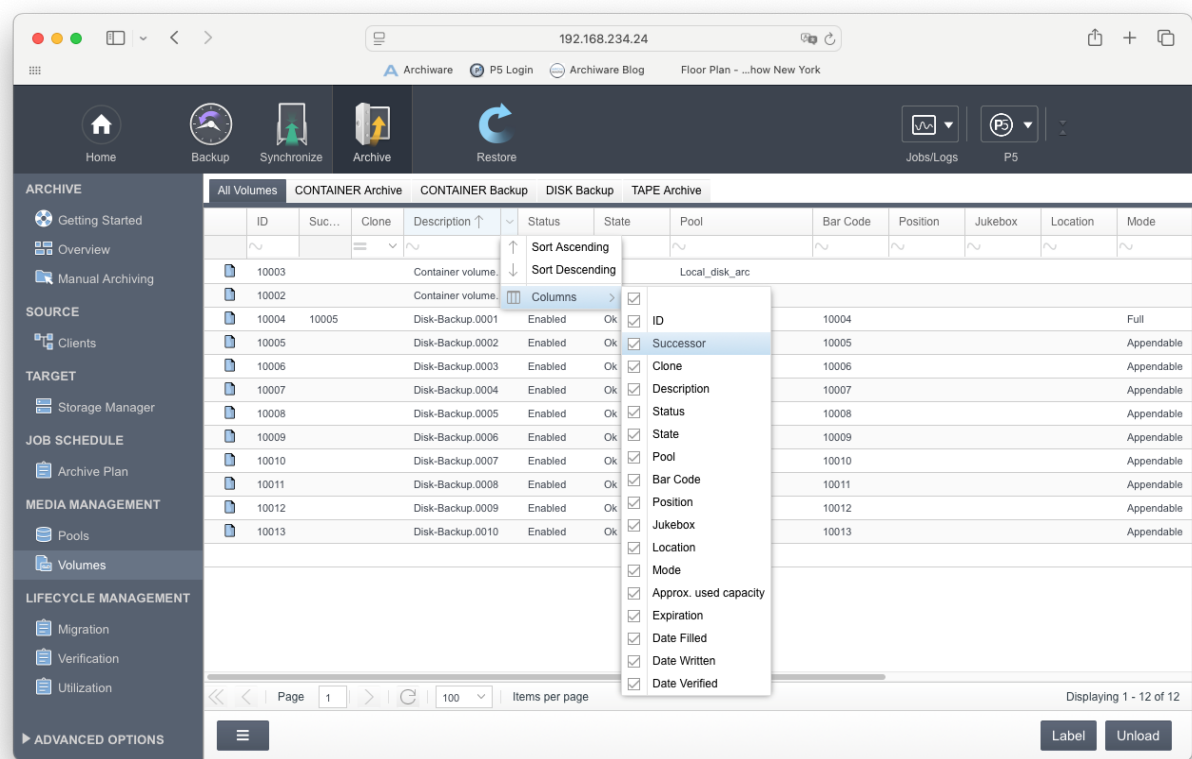 192.168.234.24
Archiware P5 Login Archiware Blog Floor Plan - ...how New York
Home Backup Synchronize Archive Restore Jobs/Logs P5
ARCHIVE
Getting Started
Overview
Manual Archiving
SOURCE
Clients
TARGET
Storage Manager
JOB SCHEDULE
Archive Plan
MEDIA MANAGEMENT
Pools
Volumes
LIFECYCLE MANAGEMENT
Migration
Verification
Utilization
ADVANCED OPTIONS
All Volumes CONTAINER Archive CONTAINER Backup DISK Backup TAPE Archive
ID Suc... Clone Description Status State Pool Bar Code Position Jukebox Location Mode
10003 Container volume. Local_disk_arc
10002 Container volume.
10004 10005 Disk-Backup.0001 Enabled Ok 10004 Full
10005 Disk-Backup.0002 Enabled Ok 10005 Appendable
10006 Disk-Backup.0003 Enabled Ok 10006 Appendable
10007 Disk-Backup.0004 Enabled Ok 10007 Appendable
10008 Disk-Backup.0005 Enabled Ok 10008 Appendable
10009 Disk-Backup.0006 Enabled Ok 10009 Appendable
10010 Disk-Backup.0007 Enabled Ok 10010 Appendable
10011 Disk-Backup.0008 Enabled Ok 10011 Appendable
10012 Disk-Backup.0009 Enabled Ok 10012 Appendable
10013 Disk-Backup.0010 Enabled Ok 10013 Appendable
Sort Ascending
Sort Descending
Columns
ID
Successor
Clone
Description
Status
State
Pool
Bar Code
Position
Jukebox
Location
Mode
Approx. used capacity
Expiration
Date Filled
Date Written
Date Verified
Page 1 100 Items per page Displaying 1 - 12 of 12
Label Unload